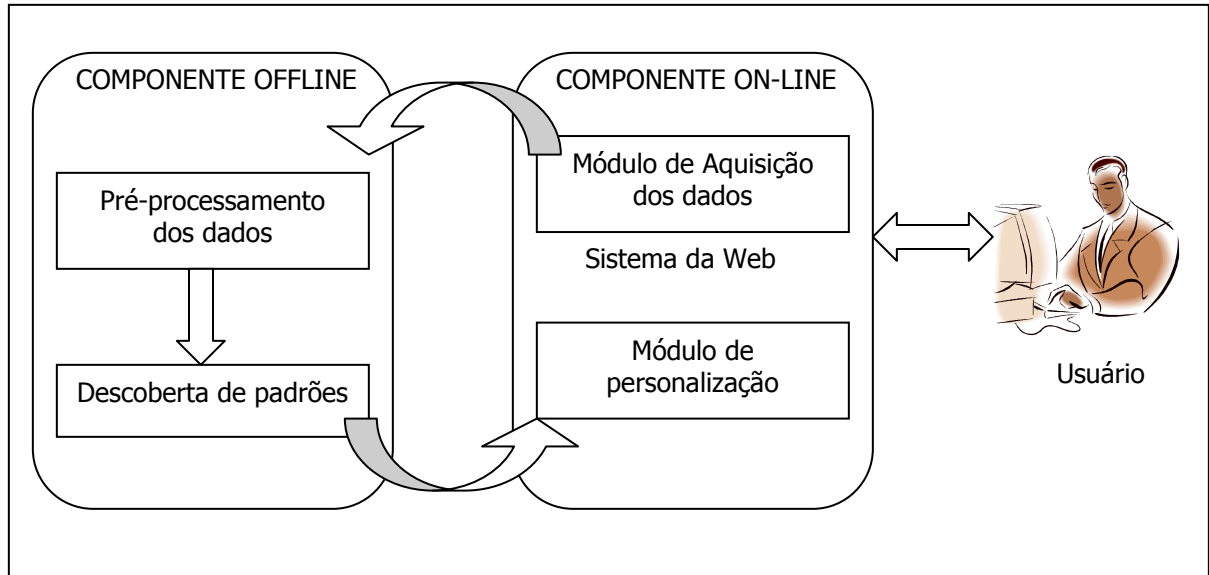 COMPONENTE OFFLINE
Pré-processamento
dos dados
Descoberta de padrões
COMPONENTE ON-LINE
Módulo de Aquisição
dos dados
Sistema da Web
Módulo de
personalização
Usuário